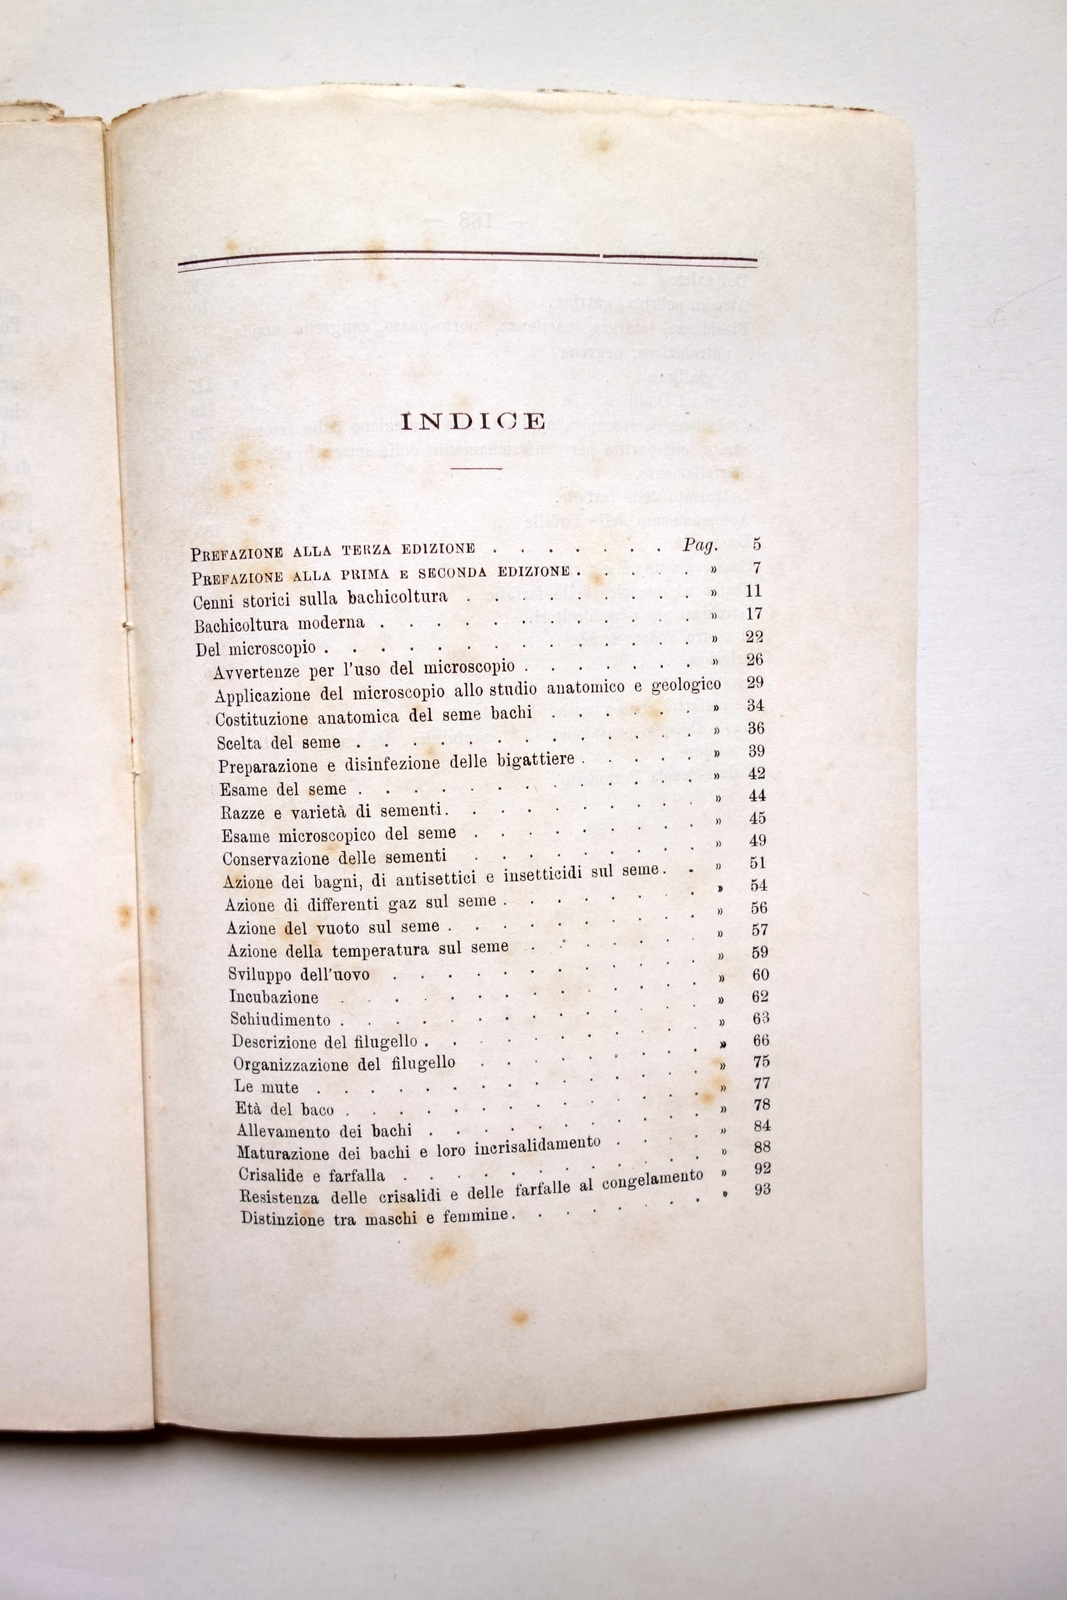 INDICE
PREFAZIONE ALLA TERZA EDIZIONE . . . . . . . Pag. 5
PREFAZIONE ALLA PRIMA E SECONDA EDIZIONE . . . . . » 7
Cenni storici sulla bachicoltura . . . . . . . . » 11
Bachicoltura moderna . . . . . . . . . . . » 17
Del microscopio . . . . . . . . . . . . . » 22
Avvertenze per l'uso del microscopio . . . . . . » 26
Applicazione del microscopio allo studio anatomico e geologico 29
Costituzione anatomica del seme bachi . . . . . . » 34
Scelta del seme . . . . . . . . . . . . » 36
Preparazione e disinfezione delle bigattiere . . . . . » 39
Esame del seme . . . . . . . . . . . . » 42
Razze e varietà di sementi . . . . . . . . . » 44
Esame microscopico del seme . . . . . . . . » 45
Conservazione delle sementi . . . . . . . . » 49
Azione dei bagni, di antisettici e insetticidi sul seme . . » 51
Azione di differenti gaz sul seme . . . . . . . » 54
Azione del vuoto sul seme . . . . . . . . . » 56
Azione della temperatura sul seme . . . . . . » 57
Sviluppo dell'uovo . . . . . . . . . . . » 59
Incubazione . . . . . . . . . . . . » 60
Schiudimento . . . . . . . . . . . . » 62
Descrizione del filugello . . . . . . . . . . » 63
Organizzazione del filugello . . . . . . . . » 66
Le mute . . . . . . . . . . . . . » 75
Età del baco . . . . . . . . . . . . » 77
Allevamento dei bachi . . . . . . . . . » 78
Maturazione dei bachi e loro incrisalidamento . . . . » 84
Crisalide e farfalla . . . . . . . . . . » 88
Resistenza delle crisalidi e delle farfalle al congelamento » 92
Distinzione tra maschi e femmine . . . . . . . » 93